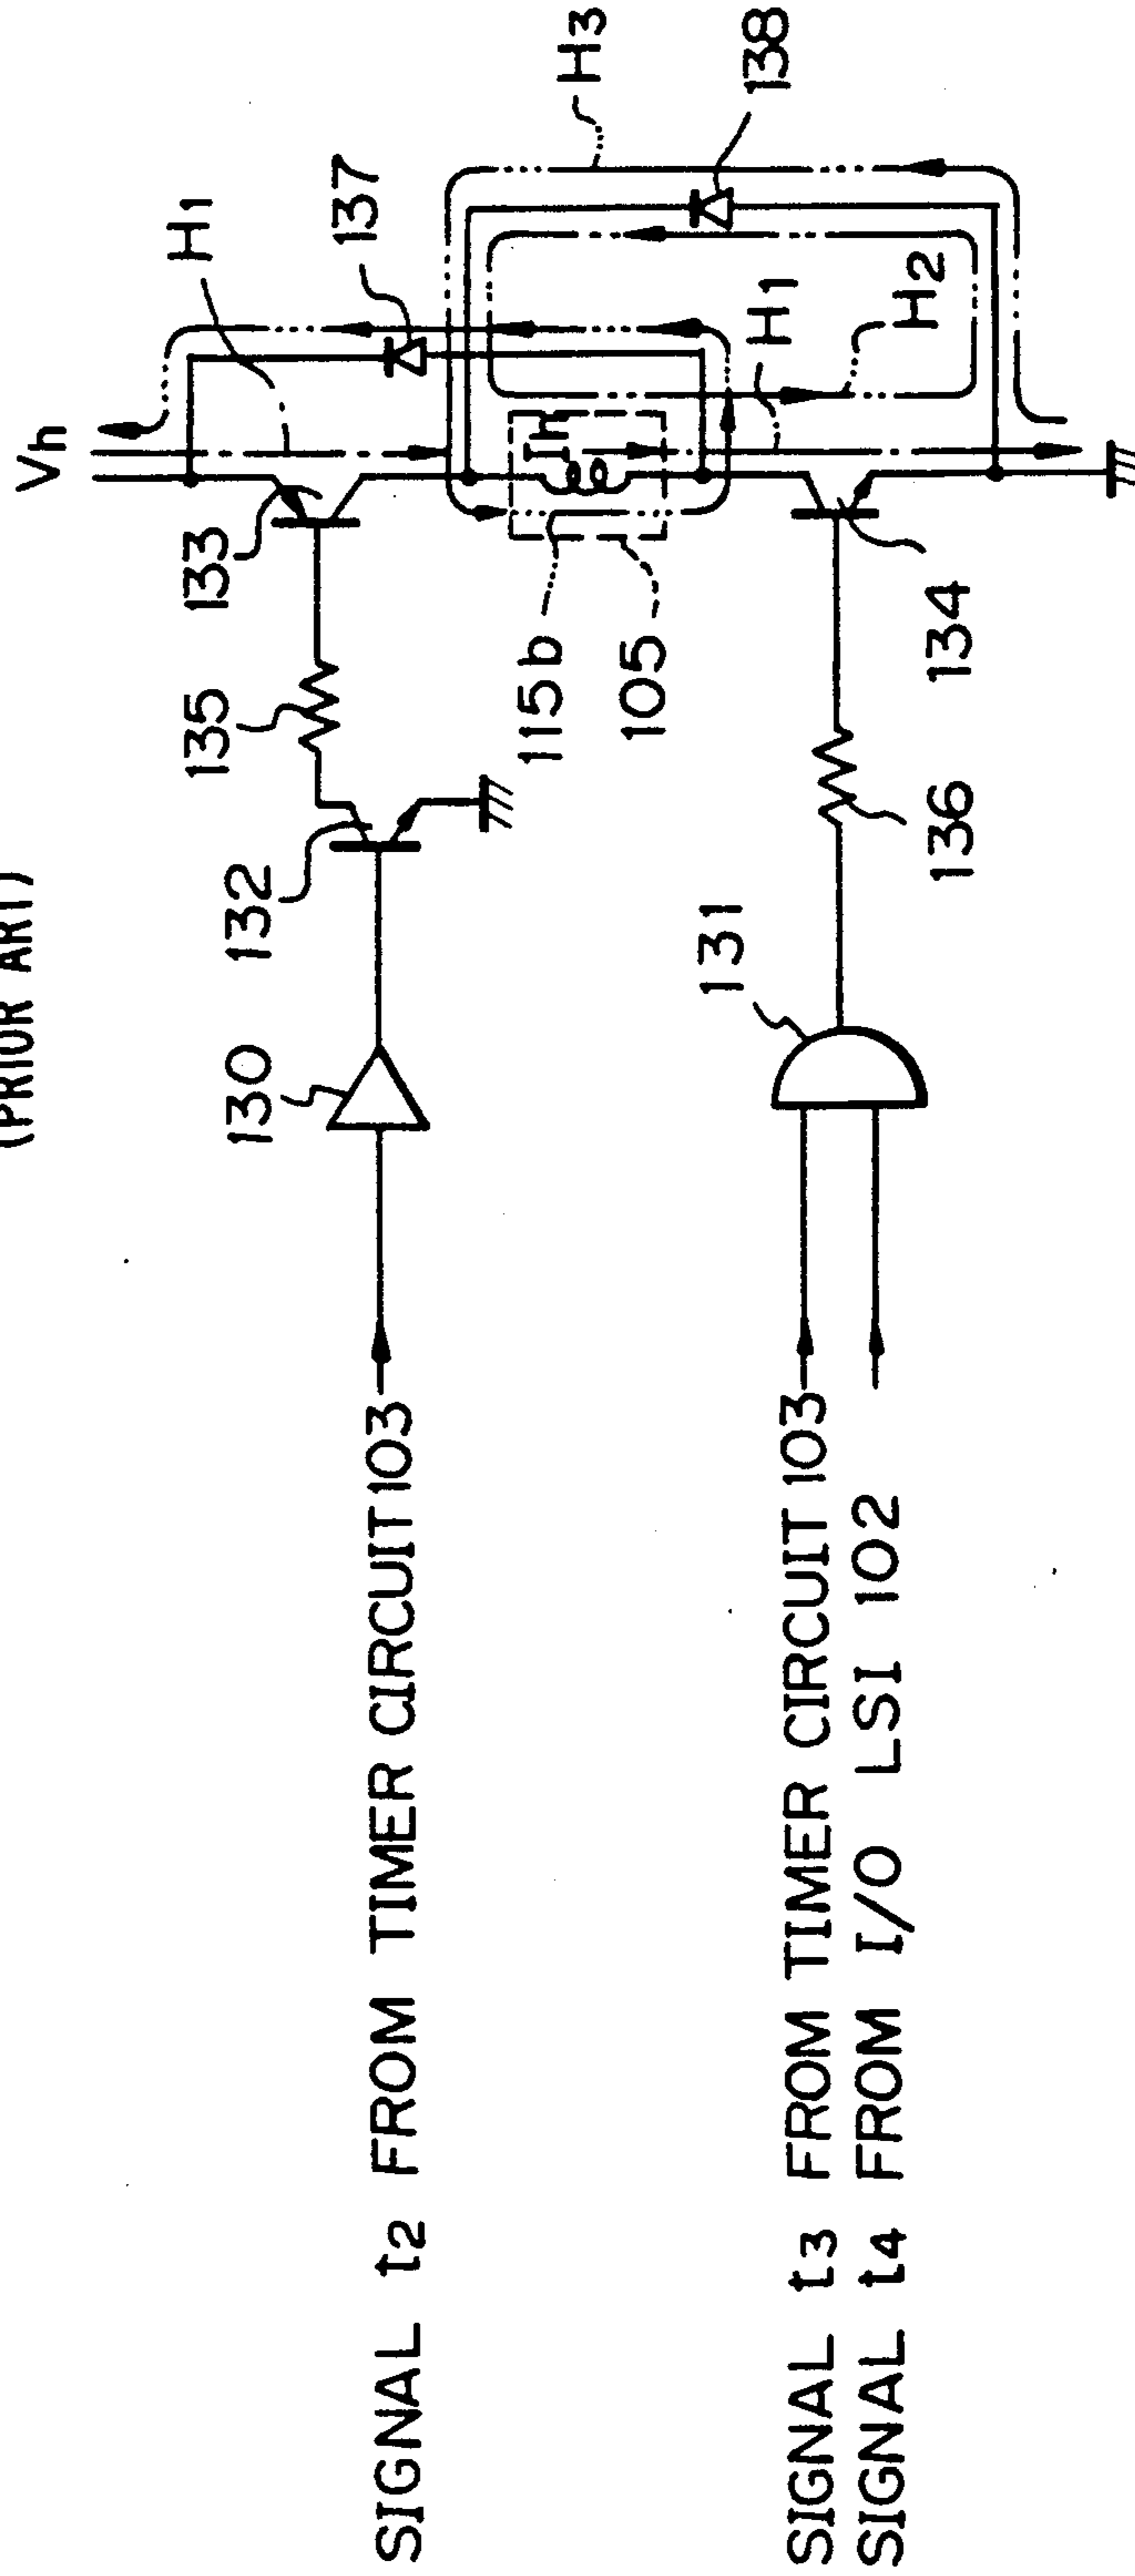 (PRIOR ART)
Vh
H1
133
137
135
132
130
H3
Ih
115b
105
138
H1
H2
131
136
134
SIGNAL t2 FROM TIMER CIRCUIT 103
SIGNAL t3 FROM TIMER CIRCUIT 103
SIGNAL t4 FROM I/O LSI 102